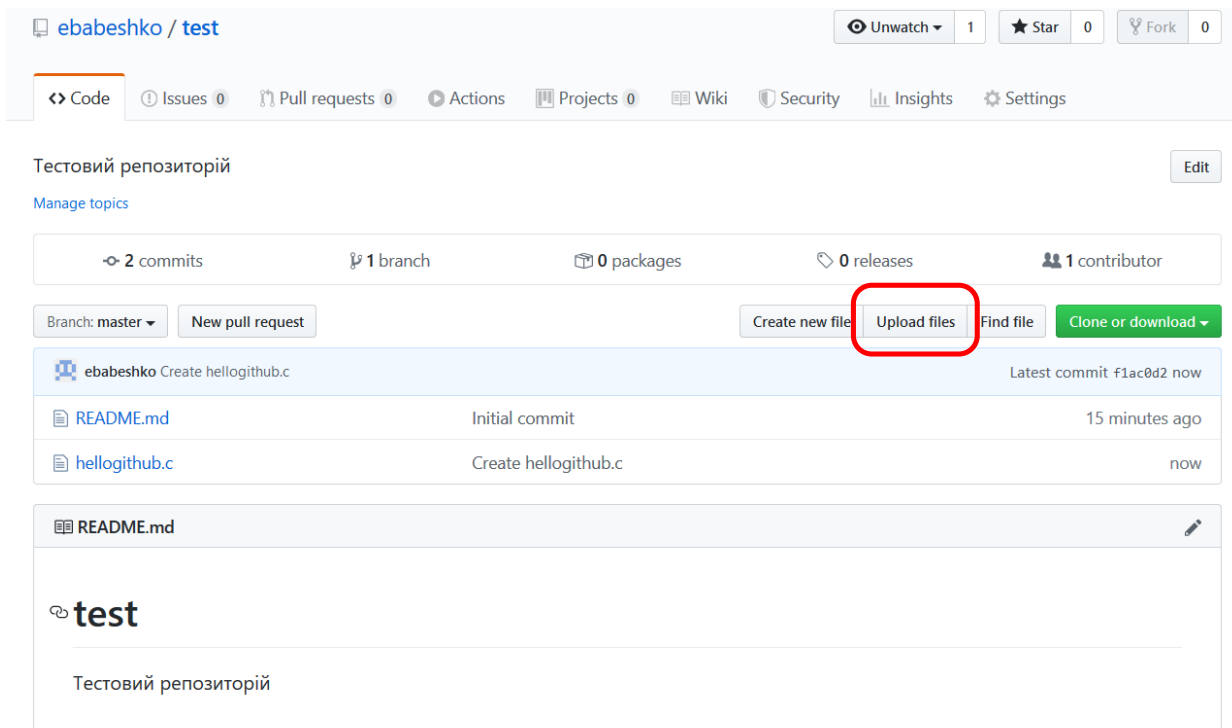 ebabeshko / test Unwatch 1 Star 0 Fork 0
Code Issues 0 Pull requests 0 Actions Projects 0 Wiki Security Insights Settings
Тестовий репозиторій Edit
Manage topics
2 commits 1 branch 0 packages 0 releases 1 contributor
Branch: master New pull request Create new file Upload files Find file Clone or download
ebabeshko Create hellogithub.c Latest commit f1ac0d2 now
README.md Initial commit 15 minutes ago
hellogithub.c Create hellogithub.c now
README.md
test
Тестовий репозиторій